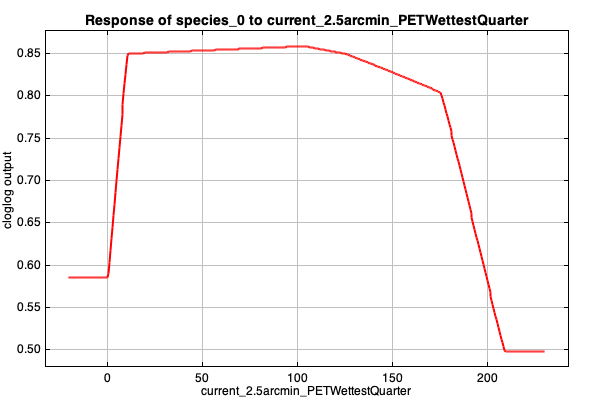 Response of species_0 to current_2.5arcmin_PETWettestQuarter
cloglog output
0.85
0.80
0.75
0.70
0.65
0.60
0.55
0.50
0 50 100 150 200
current_2.5arcmin_PETWettestQuarter